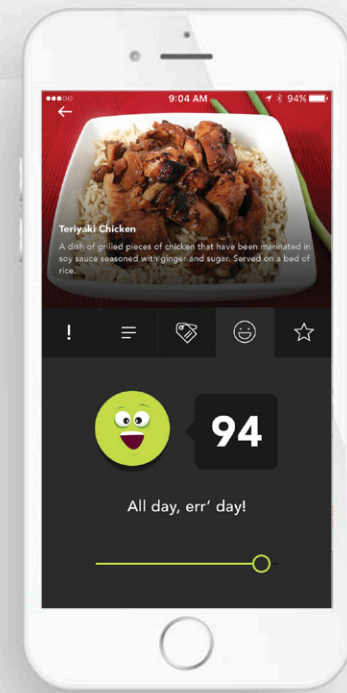 9:04 AM
94%
Teriyaki Chicken
A dish of grilled pieces of chicken that have been marinated in
soy sauce seasoned with ginger and sugar. Served on a bed of
rice.
!
94
All day, err' day!